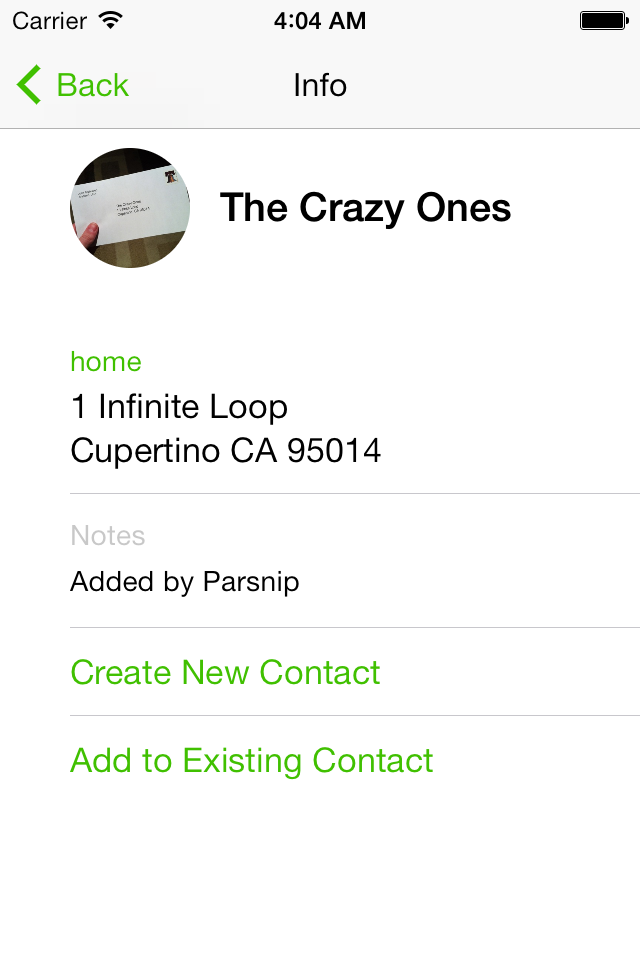 Carrier 4:04 AM
Back Info
The Crazy Ones
home
1 Infinite Loop
Cupertino CA 95014
Notes
Added by Parsnip
Create New Contact
Add to Existing Contact